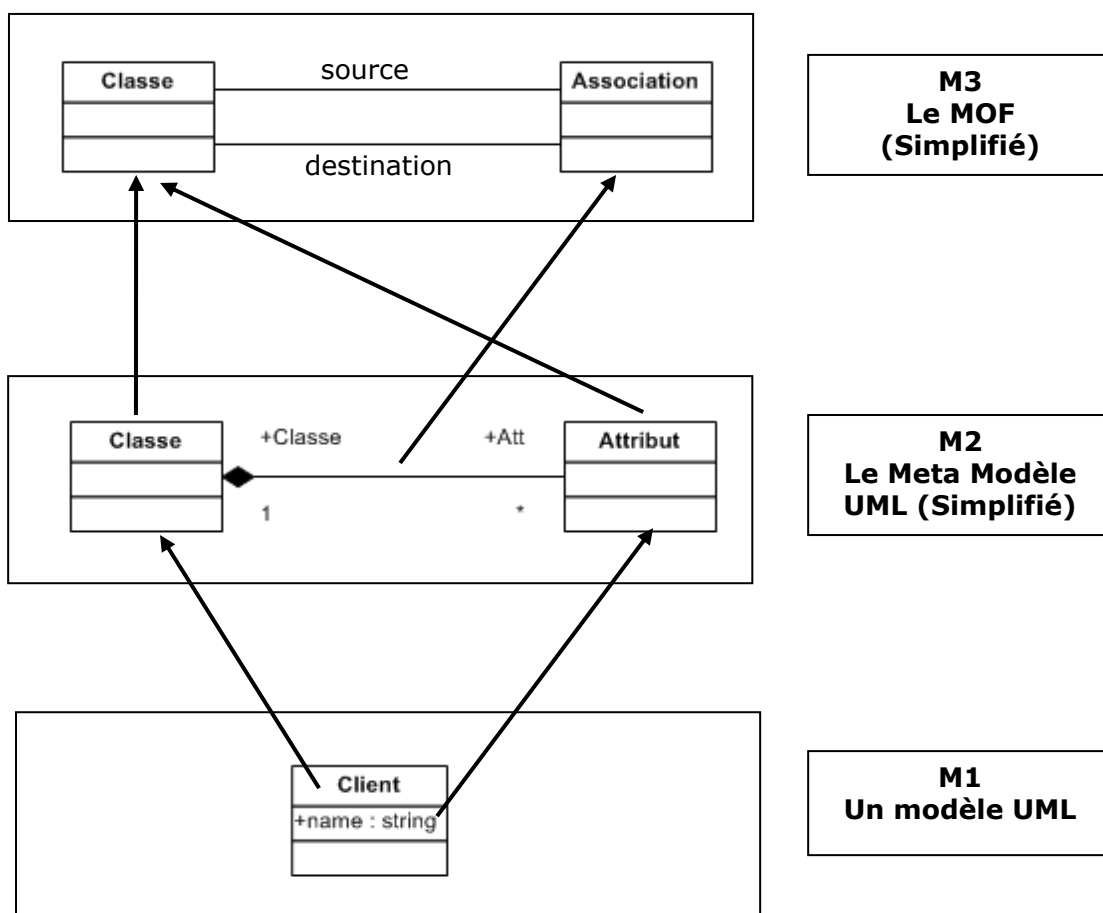 Classe
source
Association
destination
M3
Le MOF
(Simplifié)
Classe
+Classe
+Att
Attribut
1
*
M2
Le Meta Modèle
UML (Simplifié)
Client
+name : string
M1
Un modèle UML